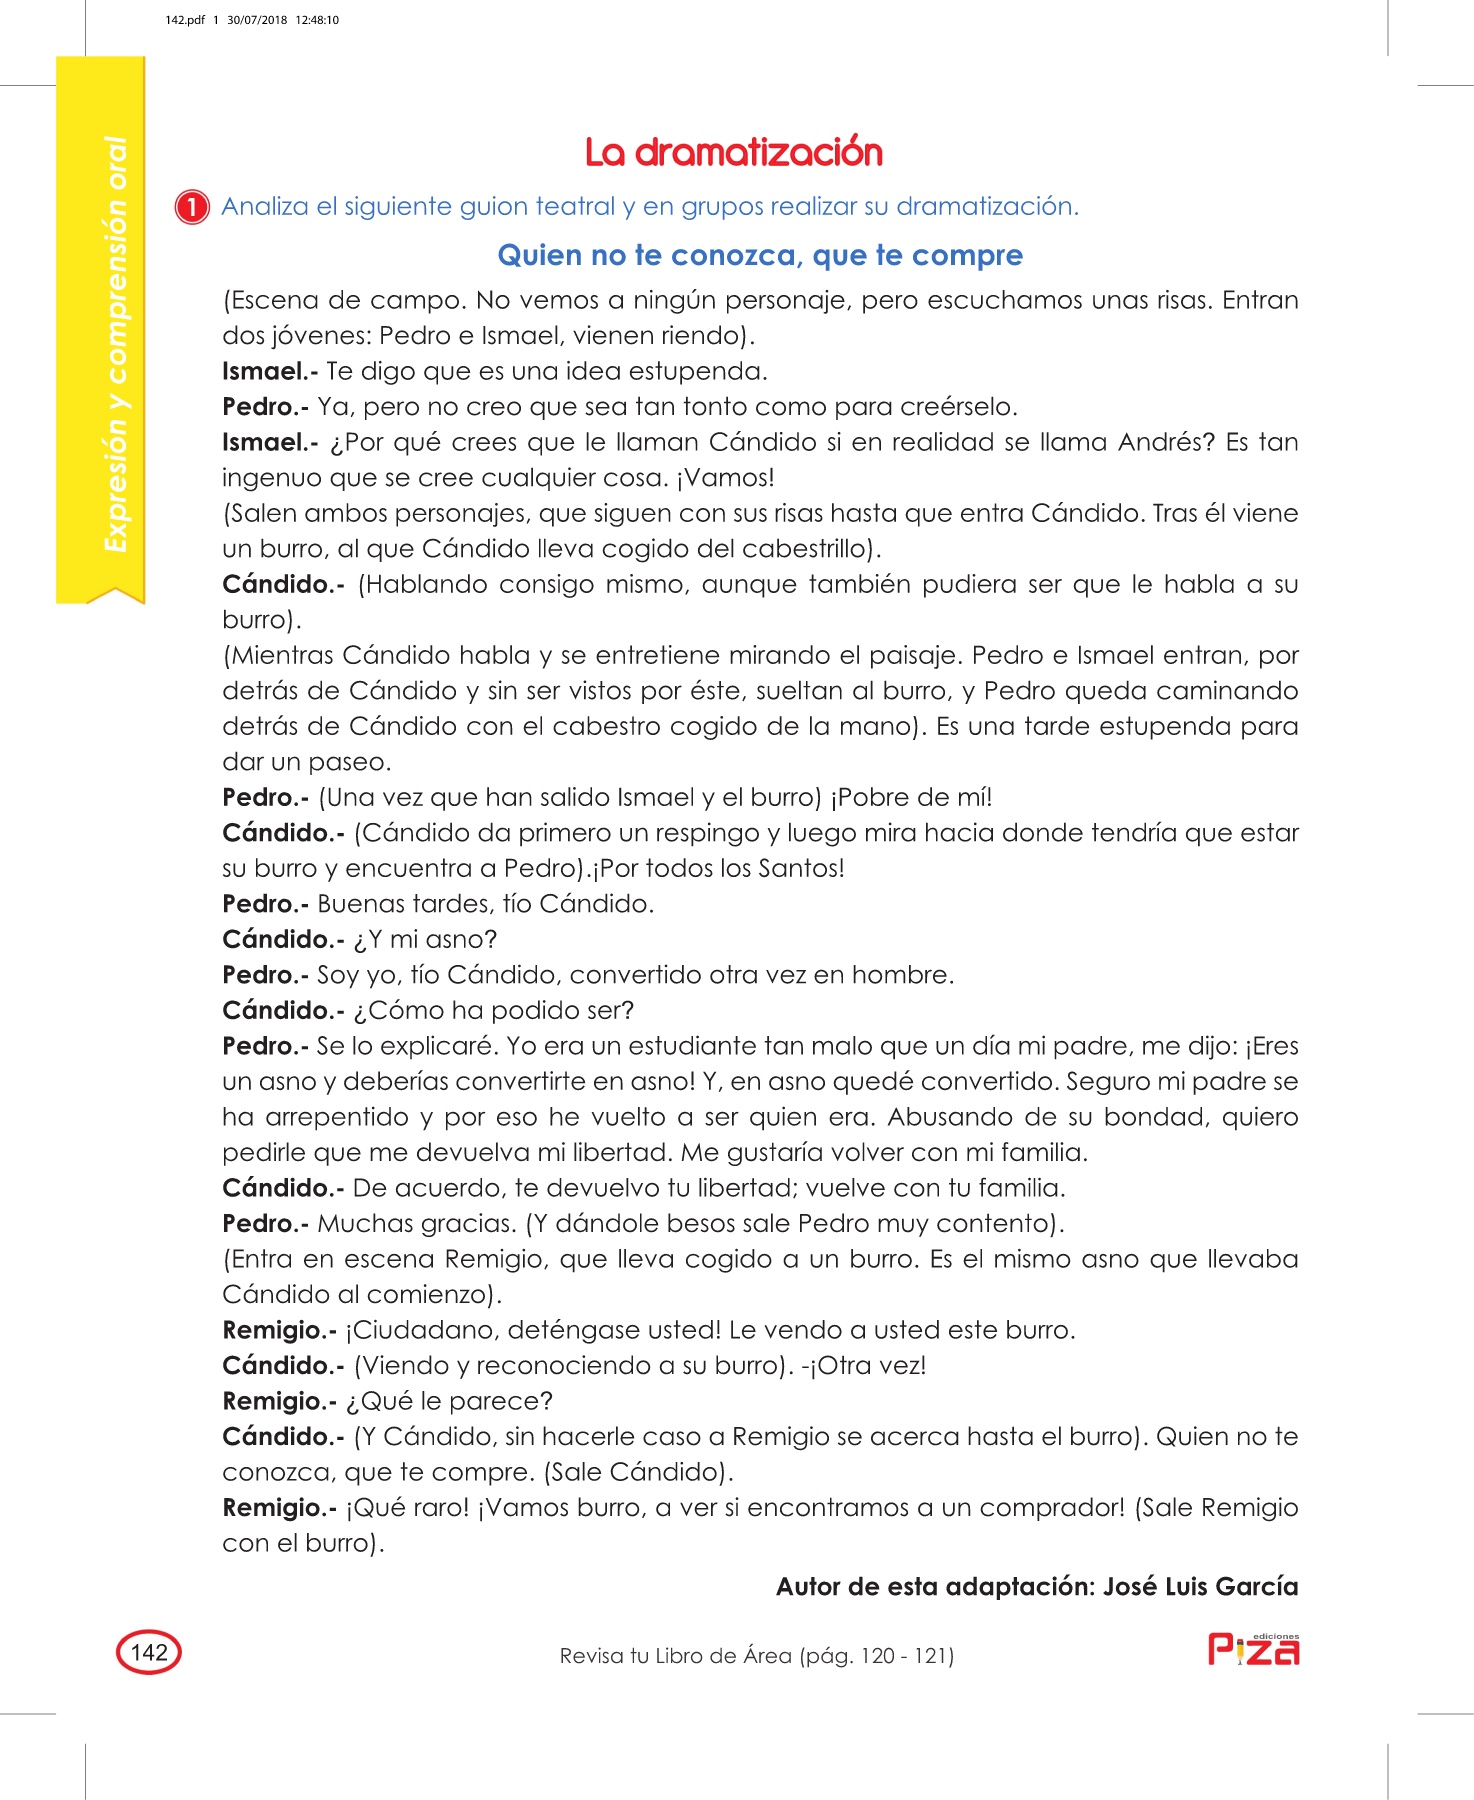 142.pdf 1 30/07/2018 12:48:10
Expresión y comprensión oral
La dramatización
1 Analiza el siguiente guion teatral y en grupos realizar su dramatización.
Quien no te conozca, que te compre
(Escena de campo. No vemos a ningún personaje, pero escuchamos unas risas. Entran
dos jóvenes: Pedro e Ismael, vienen riendo).
Ismael.- Te digo que es una idea estupenda.
Pedro.- Ya, pero no creo que sea tan tonto como para creérselo.
Ismael.- ¿Por qué crees que le llaman Cándido si en realidad se llama Andrés? Es tan
ingenuo que se cree cualquier cosa. ¡Vamos!
(Salen ambos personajes, que siguen con sus risas hasta que entra Cándido. Tras él viene
un burro, al que Cándido lleva cogido del cabestrillo).
Cándido.- (Hablando consigo mismo, aunque también pudiera ser que le habla a su
burro).
(Mientras Cándido habla y se entretiene mirando el paisaje. Pedro e Ismael entran, por
detrás de Cándido y sin ser vistos por éste, sueltan al burro, y Pedro queda caminando
detrás de Cándido con el cabestro cogido de la mano). Es una tarde estupenda para
dar un paseo.
Pedro.- (Una vez que han salido Ismael y el burro) ¡Pobre de mí!
Cándido.- (Cándido da primero un respingo y luego mira hacia donde tendría que estar
su burro y encuentra a Pedro).¡Por todos los Santos!
Pedro.- Buenas tardes, tío Cándido.
Cándido.- ¿Y mi asno?
Pedro.- Soy yo, tío Cándido, convertido otra vez en hombre.
Cándido.- ¿Cómo ha podido ser?
Pedro.- Se lo explicaré. Yo era un estudiante tan malo que un día mi padre, me dijo: ¡Eres
un asno y deberías convertirte en asno! Y, en asno quedé convertido. Seguro mi padre se
ha arrepentido y por eso he vuelto a ser quien era. Abusando de su bondad, quiero
pedirle que me devuelva mi libertad. Me gustaría volver con mi familia.
Cándido.- De acuerdo, te devuelvo tu libertad; vuelve con tu familia.
Pedro.- Muchas gracias. (Y dándole besos sale Pedro muy contento).
(Entra en escena Remigio, que lleva cogido a un burro. Es el mismo asno que llevaba
Cándido al comienzo).
Remigio.- ¡Ciudadano, deténgase usted! Le vendo a usted este burro.
Cándido.- (Viendo y reconociendo a su burro). -¡Otra vez!
Remigio.- ¿Qué le parece?
Cándido.- (Y Cándido, sin hacerle caso a Remigio se acerca hasta el burro). Quien no te
conozca, que te compre. (Sale Cándido).
Remigio.- ¡Qué raro! ¡Vamos burro, a ver si encontramos a un comprador! (Sale Remigio
con el burro).
Autor de esta adaptación: José Luis García
142
Revisa tu Libro de Área (pág. 120 - 121)
ediciones
Piza